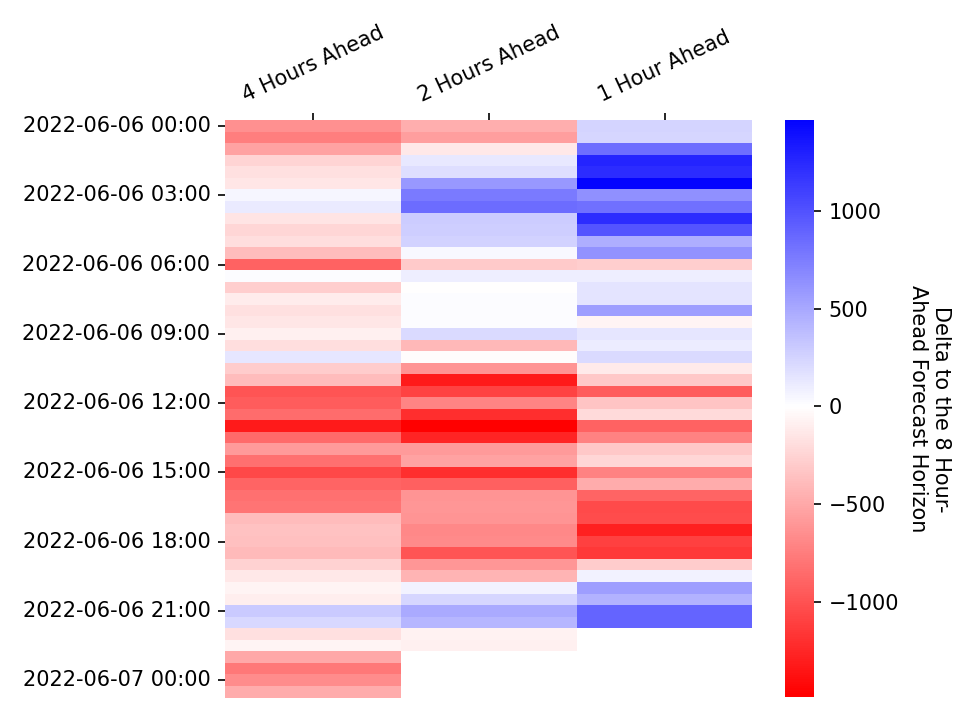 4 Hours Ahead
2 Hours Ahead
1 Hour Ahead
2022-06-06 00:00
2022-06-06 03:00
2022-06-06 06:00
2022-06-06 09:00
2022-06-06 12:00
2022-06-06 15:00
2022-06-06 18:00
2022-06-06 21:00
2022-06-07 00:00
1000
500
0
−500
−1000
Delta to the 8 Hour-
Ahead Forecast Horizon